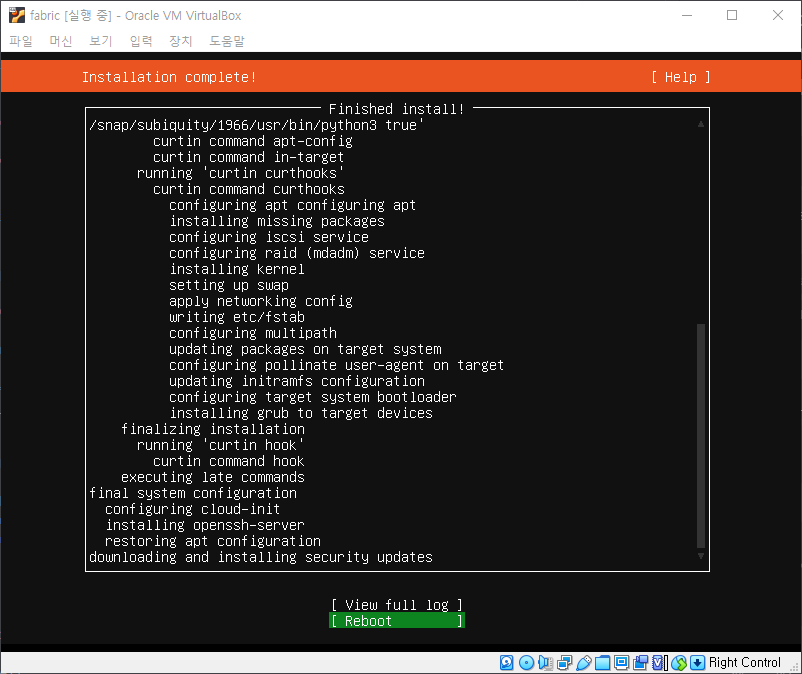 fabric [실행 중] - Oracle VM VirtualBox
파일 머신 보기 입력 장치 도움말
Installation complete! [ Help ]
Finished install!
/snap/subiquity/1966/usr/bin/python3 true'
curtin command apt-config
curtin command in-target
running 'curtin curthooks'
curtin command curthooks
configuring apt configuring apt
installing missing packages
configuring iscsi service
configuring raid (mdadm) service
installing kernel
setting up swap
apply networking config
writing etc/fstab
configuring multipath
updating packages on target system
configuring pollinate user-agent on target
updating initramfs configuration
configuring target system bootloader
installing grub to target devices
finalizing installation
running 'curtin hook'
curtin command hook
executing late commands
final system configuration
configuring cloud-init
installing openssh-server
restoring apt configuration
downloading and installing security updates
[ View full log ]
[ Reboot ]
Right Control